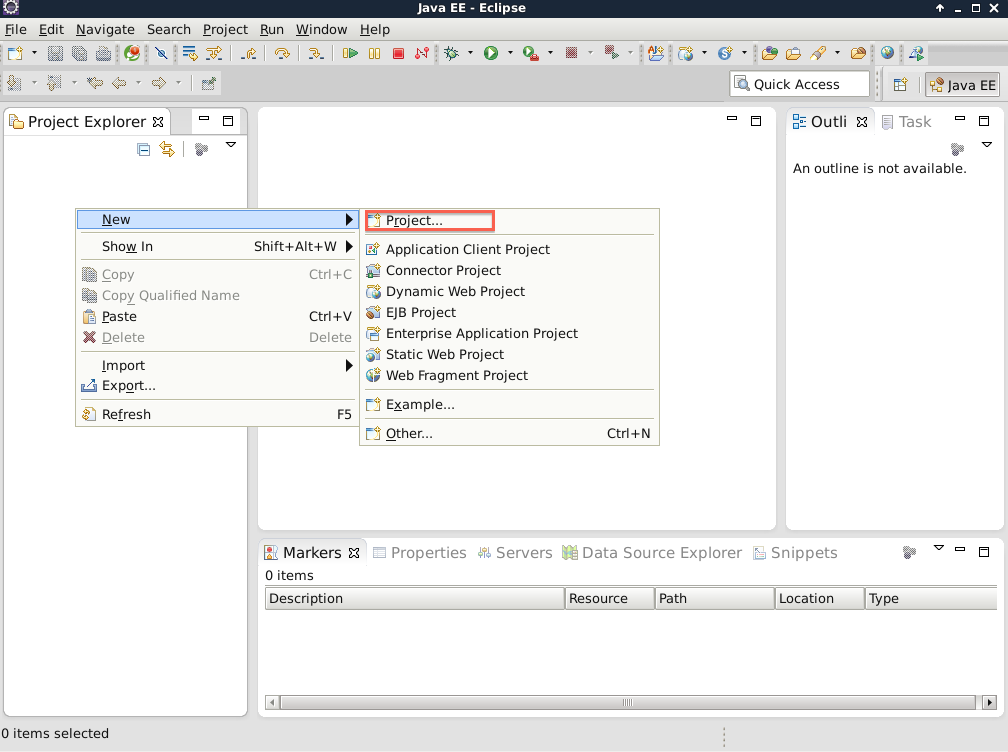 Java EE - Eclipse
File Edit Navigate Search Project Run Window Help
Quick Access
Java EE
Project Explorer
Outli
Task
An outline is not available.
New
Show In Shift+Alt+W
Copy Ctrl+C
Copy Qualified Name
Paste Ctrl+V
Delete Delete
Import
Export...
Refresh F5
Project...
Application Client Project
Connector Project
Dynamic Web Project
EJB Project
Enterprise Application Project
Static Web Project
Web Fragment Project
Example...
Other... Ctrl+N
Markers Properties Servers Data Source Explorer Snippets
0 items
Description Resource Path Location Type
0 items selected